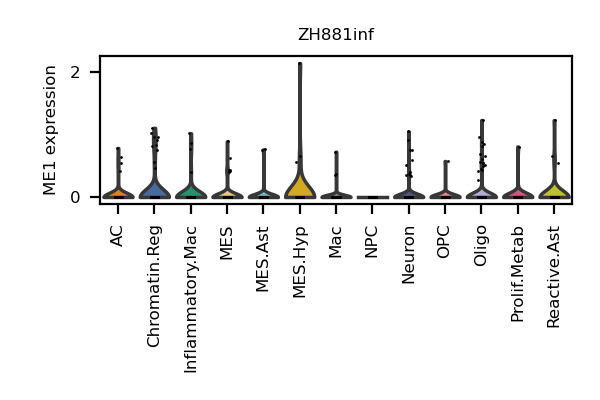 ZH881inf
ME1 expression
2
0
AC
Chromatin.Reg
Inflammatory.Mac
MES
MES.Ast
MES.Hyp
Mac
NPC
Neuron
OPC
Oligo
Prolif.Metab
Reactive.Ast